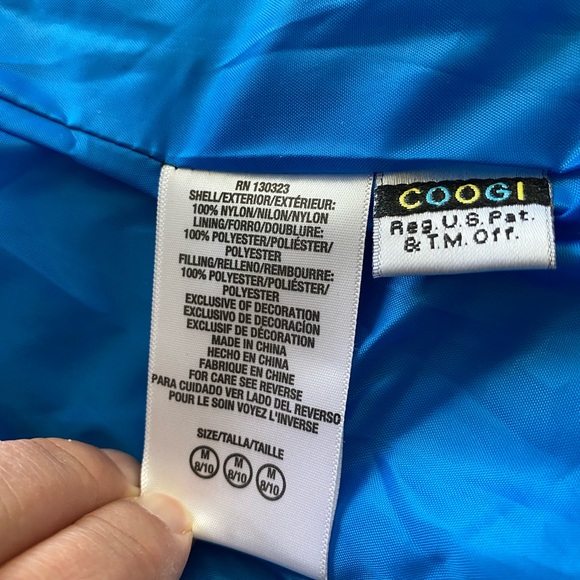 RN 130323
SHELL/EXTERIOR/EXTÉRIEUR:
100% NYLON/NILON/NYLON
LINING/FORRO/DOUBLURE:
100% POLYESTER/POLIÉSTER/
POLYESTER
FILLING/RELLENO/REMBOURRE:
100% POLYESTER/POLIÉSTER/
POLYESTER
EXCLUSIVE OF DECORATION
EXCLUSIVO DE DECORACÍON
EXCLUSIF DE DÉCORATION
MADE IN CHINA
HECHO EN CHINA
FABRIQUE EN CHINE
FOR CARE SEE REVERSE
PARA CUIDADO VER LADO DEL REVERSO
POUR LE SOIN VOYEZ L'INVERSE
SIZE/TALLA/TAILLE
M M M
8/10 8/10 8/10
COOGI
Reg. U.S. Pat.
& T.M. Off.